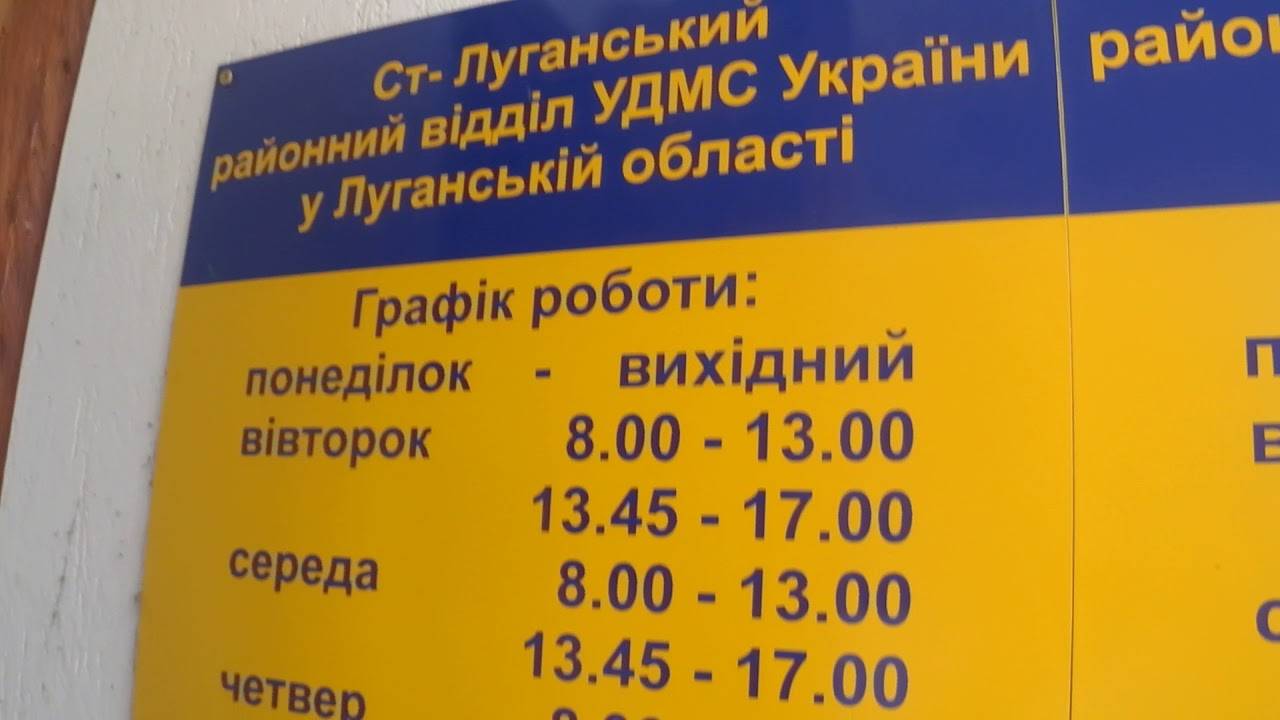 Ст- Луганський
районний відділ УДМС України
у Луганській області
Графік роботи:
понеділок - вихідний
вівторок 8.00 - 13.00
13.45 - 17.00
середа 8.00 - 13.00
13.45 - 17.00
четвер